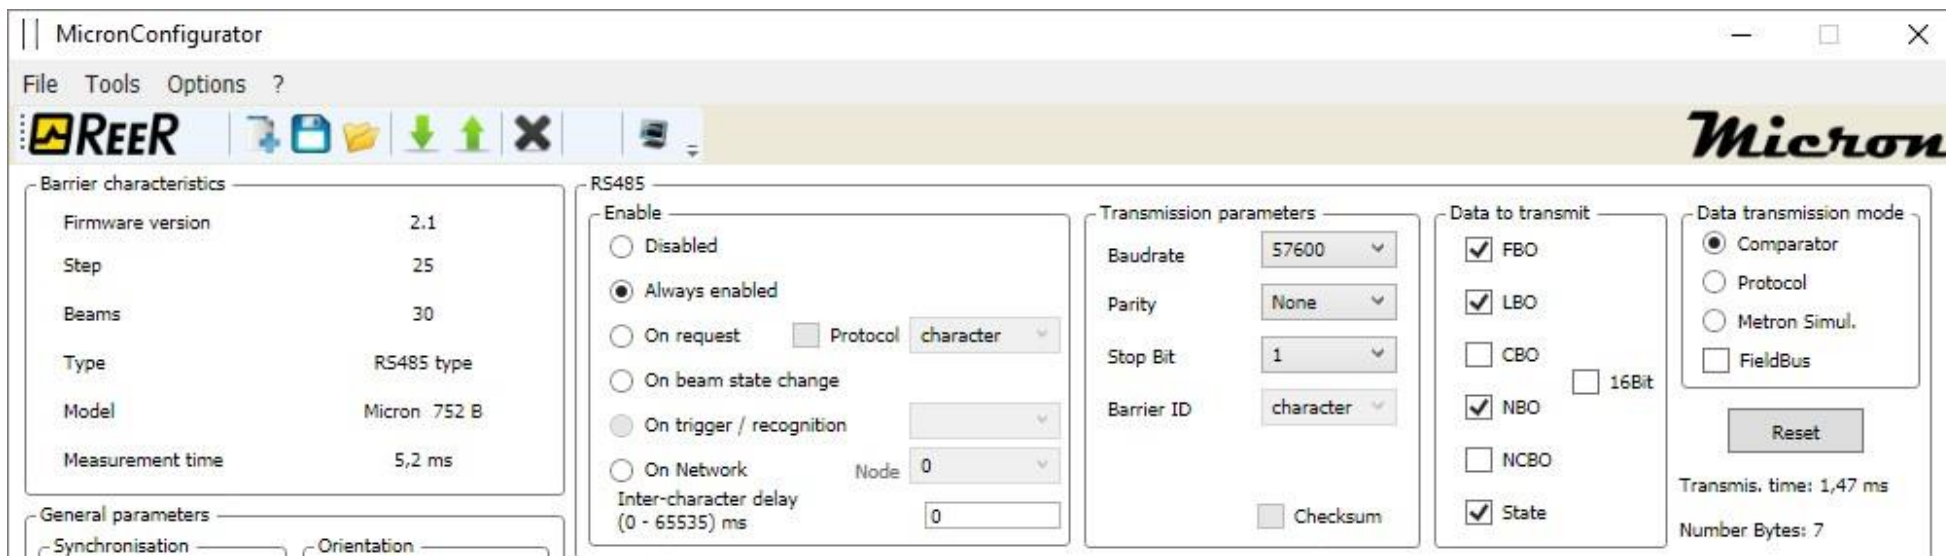 MicronConfigurator
File Tools Options ?
REER
Micron
Barrier characteristics
Firmware version 2.1
Step 25
Beams 30
Type RS485 type
Model Micron 752 B
Measurement time 5,2 ms
General parameters
Synchronisation
Orientation
RS485
Enable
Disabled
Always enabled
On request Protocol character
On beam state change
On trigger / recognition
On Network Node 0
Inter-character delay
(0 - 65535) ms 0
Transmission parameters
Baudrate 57600
Parity None
Stop Bit 1
Barrier ID character
Checksum
Data to transmit
FBO
LBO
CBO
16Bit
NBO
NCBO
State
Data transmission mode
Comparator
Protocol
Metron Simul.
FieldBus
Reset
Transmis. time: 1,47 ms
Number Bytes: 7